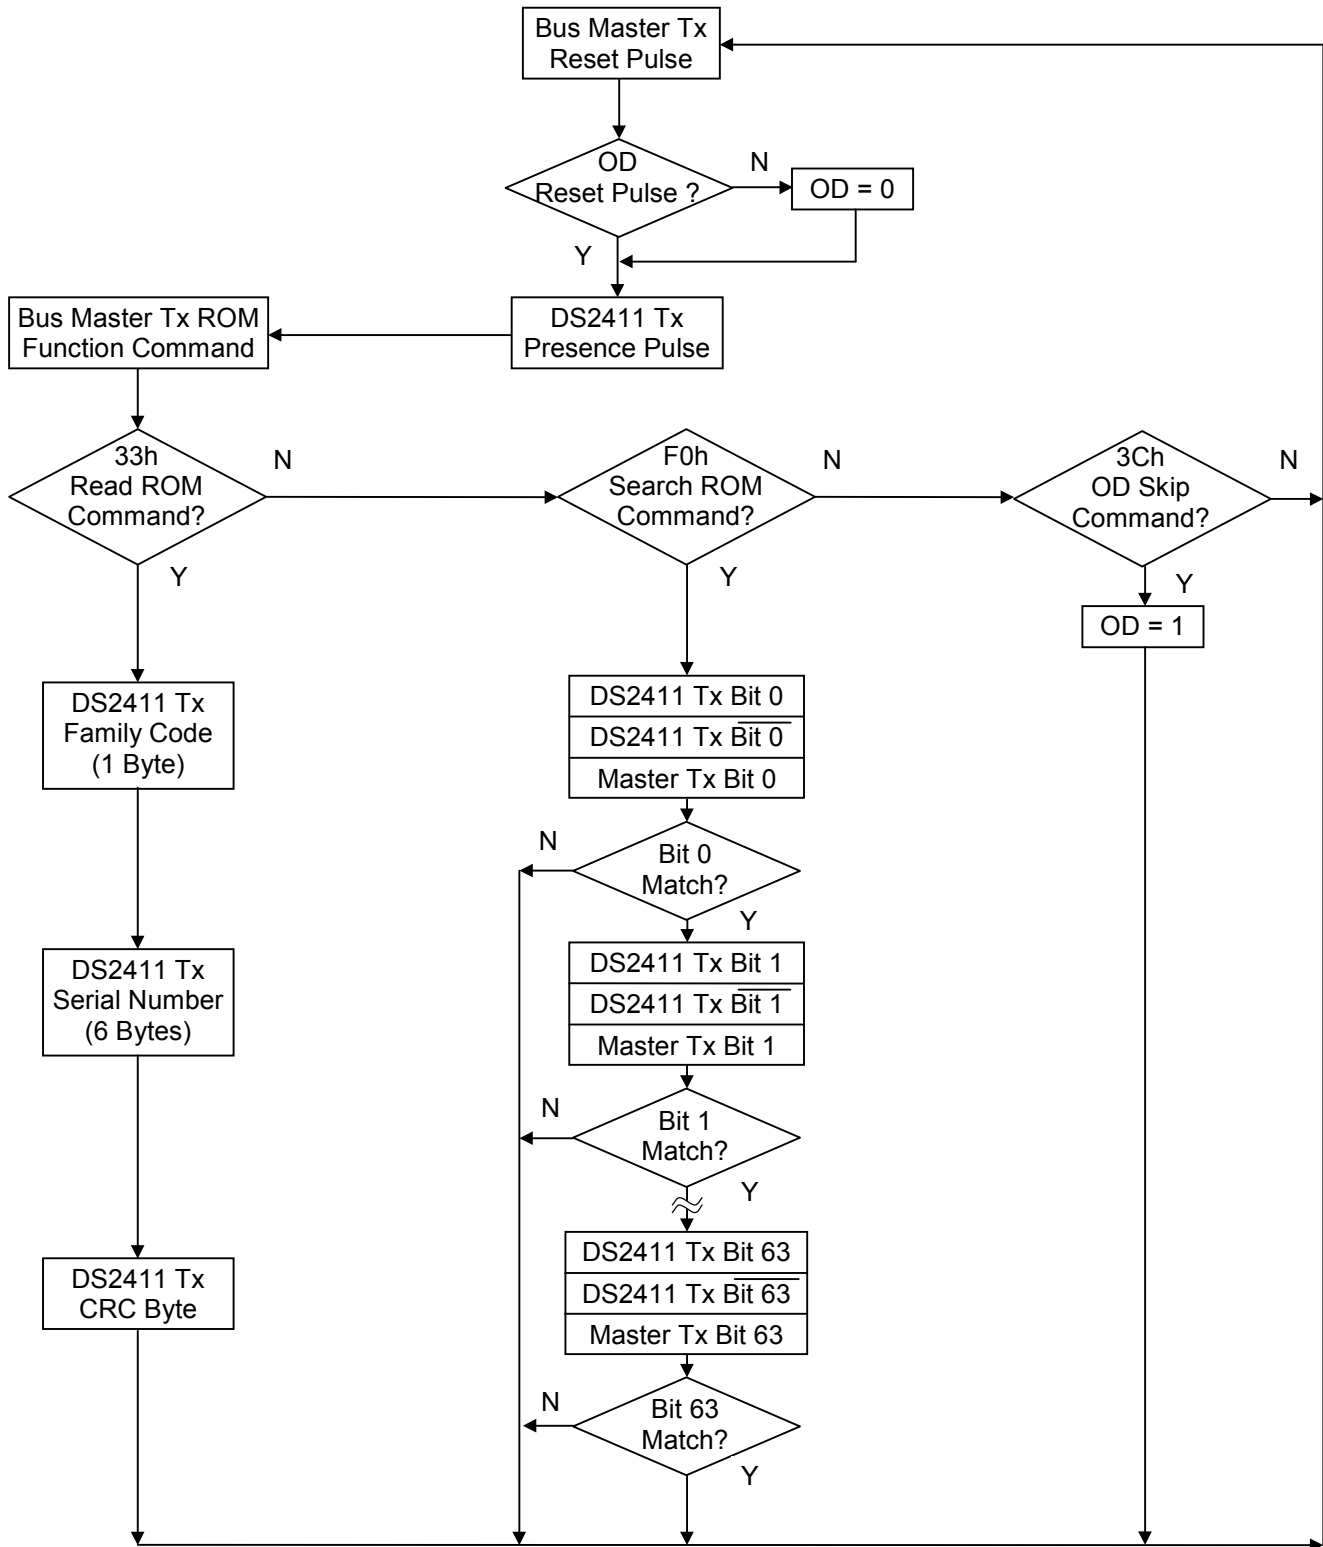 Bus Master Tx
Reset Pulse
OD
Reset Pulse ?
N
OD = 0
Y
DS2411 Tx
Presence Pulse
Bus Master Tx ROM
Function Command
33h
Read ROM
Command?
N
Y
F0h
Search ROM
Command?
N
Y
3Ch
OD Skip
Command?
N
Y
OD = 1
DS2411 Tx
Family Code
(1 Byte)
DS2411 Tx
Serial Number
(6 Bytes)
DS2411 Tx
CRC Byte
DS2411 Tx Bit 0
DS2411 Tx B̅i̅t̅ ̅0̅
Master Tx Bit 0
Bit 0
Match?
N
Y
DS2411 Tx Bit 1
DS2411 Tx B̅i̅t̅ ̅1̅
Master Tx Bit 1
Bit 1
Match?
N
Y
DS2411 Tx Bit 63
DS2411 Tx B̅i̅t̅ ̅6̅3̅
Master Tx Bit 63
Bit 63
Match?
N
Y